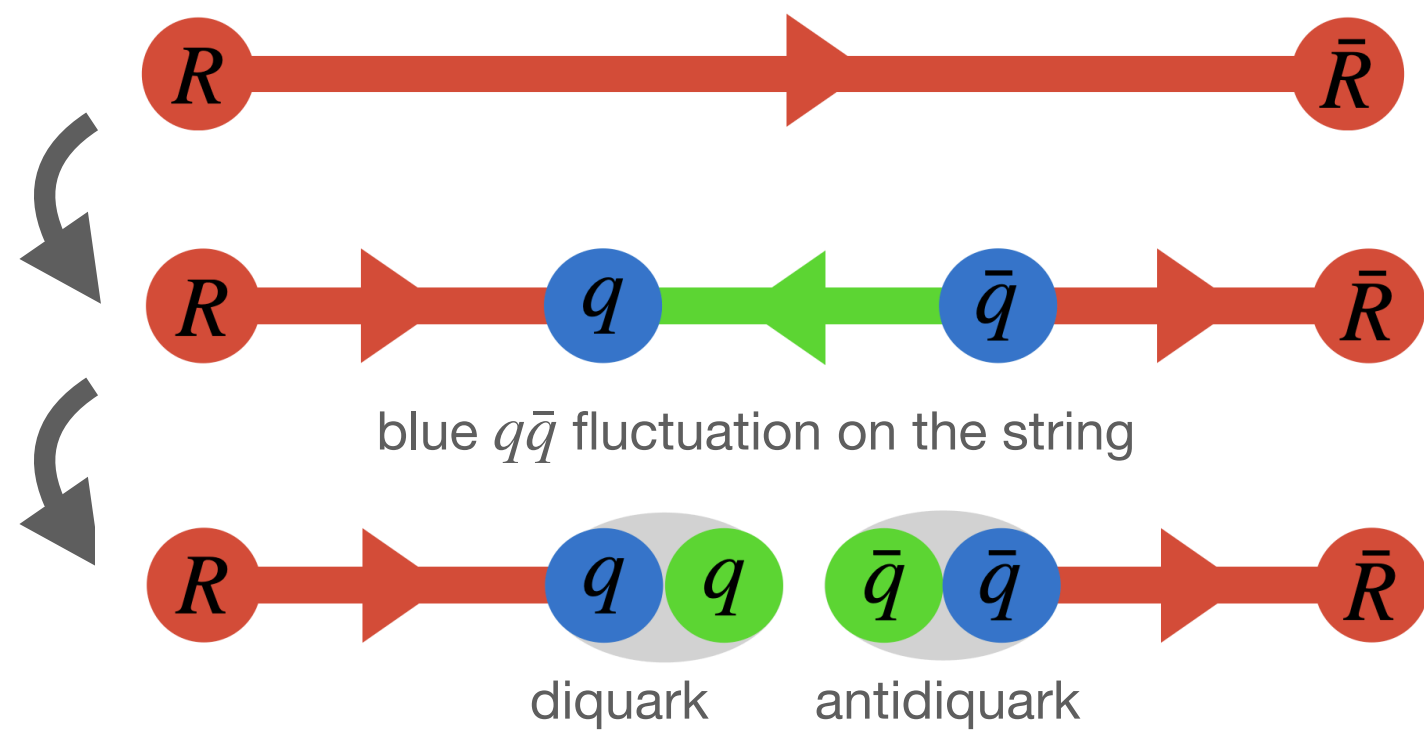 R R̄
R q q̄ R̄
blue qq̄ fluctuation on the string
R q q q̄ q̄ R̄
diquark antidiquark